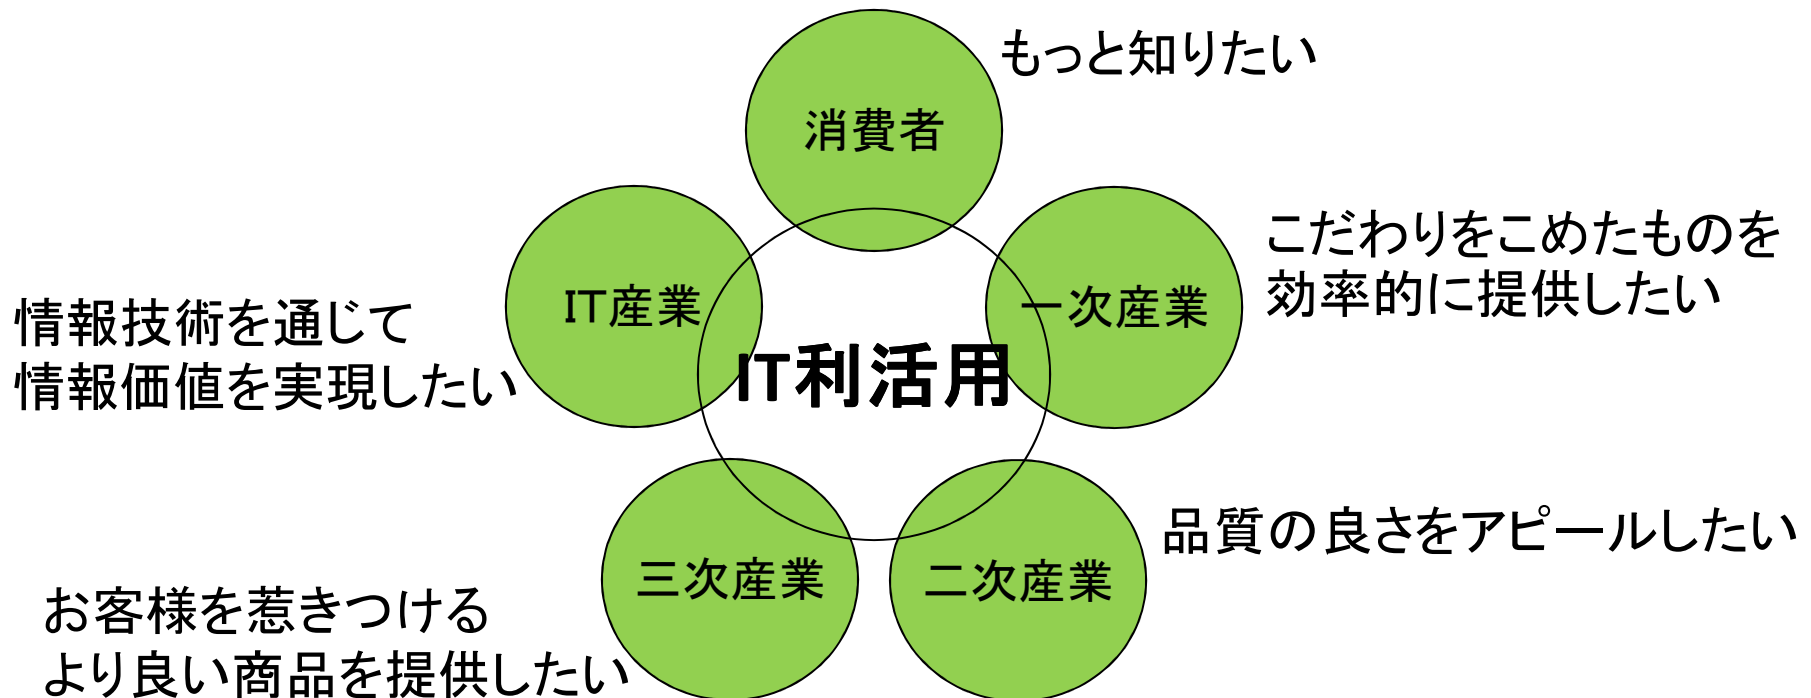 消費者
もっと知りたい
一次産業
こだわりをこめたものを
効率的に提供したい
IT産業
情報技術を通じて
情報価値を実現したい
IT利活用
二次産業
品質の良さをアピールしたい
三次産業
お客様を惹きつける
より良い商品を提供したい